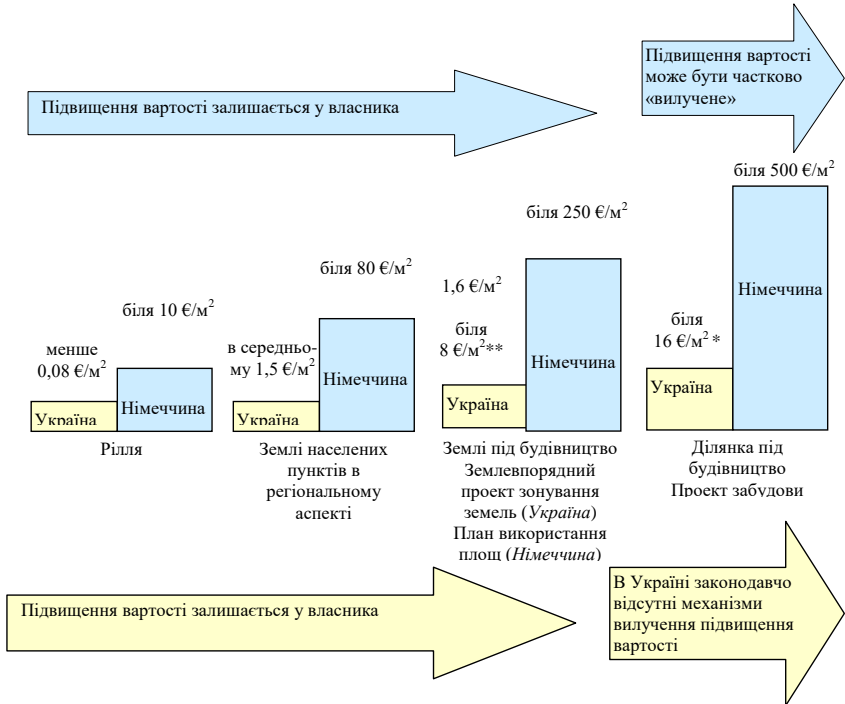 Підвищення вартості
може бути частково
«вилучене»
Підвищення вартості залишається у власника
біля 500 €/м²
біля 250 €/м²
біля 80 €/м²
1,6 €/м²
біля 10 €/м²
Німеччина
біля
16 €/м² *
біля
8 €/м²**
в середньо-
му 1,5 €/м²
менше
0,08 €/м²
Німеччина
Німеччина
Україна
Україна
Німеччина
Україна
Україна
Рілля
Землі населених
пунктів в
регіональному
аспекті
Землі під будівництво
Землевпорядний
проект зонування
земель (Україна)
План використання
площ (Німеччина)
Ділянка під
будівництво
Проект забудови
Підвищення вартості залишається у власника
В Україні законодавчо
відсутні механізми
вилучення підвищення
вартості